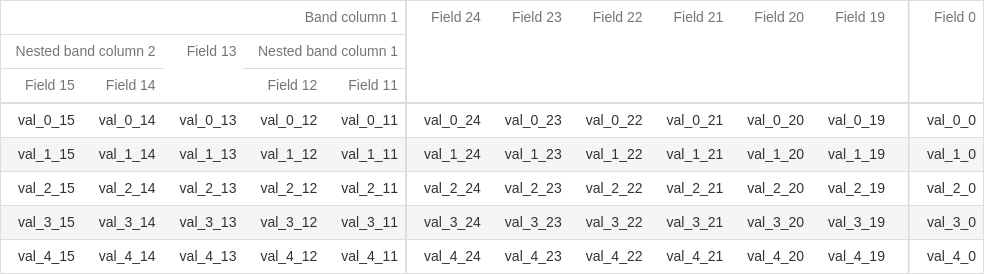 Band column 1 Field 24 Field 23 Field 22 Field 21 Field 20 Field 19 Field 0
Nested band column 2 Field 13 Nested band column 1
Field 15 Field 14 Field 12 Field 11
val_0_15 val_0_14 val_0_13 val_0_12 val_0_11 val_0_24 val_0_23 val_0_22 val_0_21 val_0_20 val_0_19 val_0_0
val_1_15 val_1_14 val_1_13 val_1_12 val_1_11 val_1_24 val_1_23 val_1_22 val_1_21 val_1_20 val_1_19 val_1_0
val_2_15 val_2_14 val_2_13 val_2_12 val_2_11 val_2_24 val_2_23 val_2_22 val_2_21 val_2_20 val_2_19 val_2_0
val_3_15 val_3_14 val_3_13 val_3_12 val_3_11 val_3_24 val_3_23 val_3_22 val_3_21 val_3_20 val_3_19 val_3_0
val_4_15 val_4_14 val_4_13 val_4_12 val_4_11 val_4_24 val_4_23 val_4_22 val_4_21 val_4_20 val_4_19 val_4_0